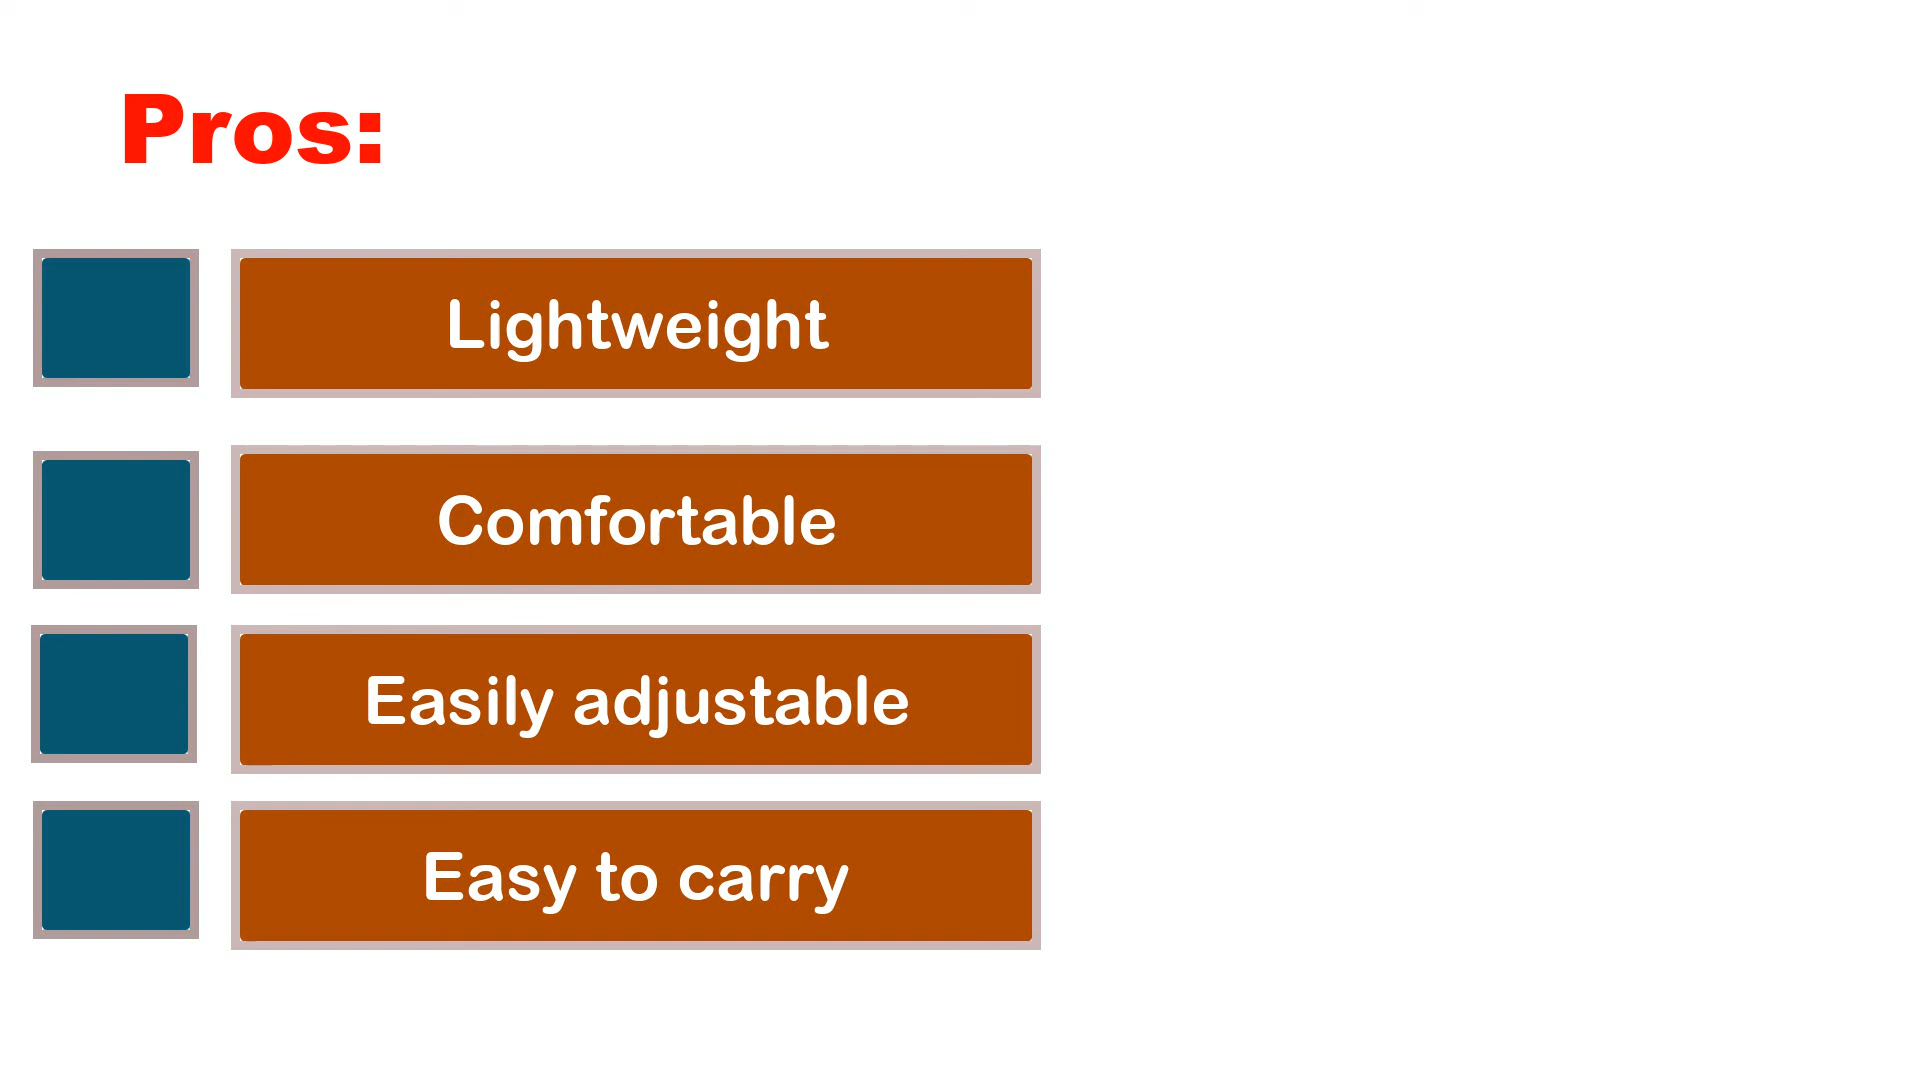 Pros:
Lightweight
Comfortable
Easily adjustable
Easy to carry